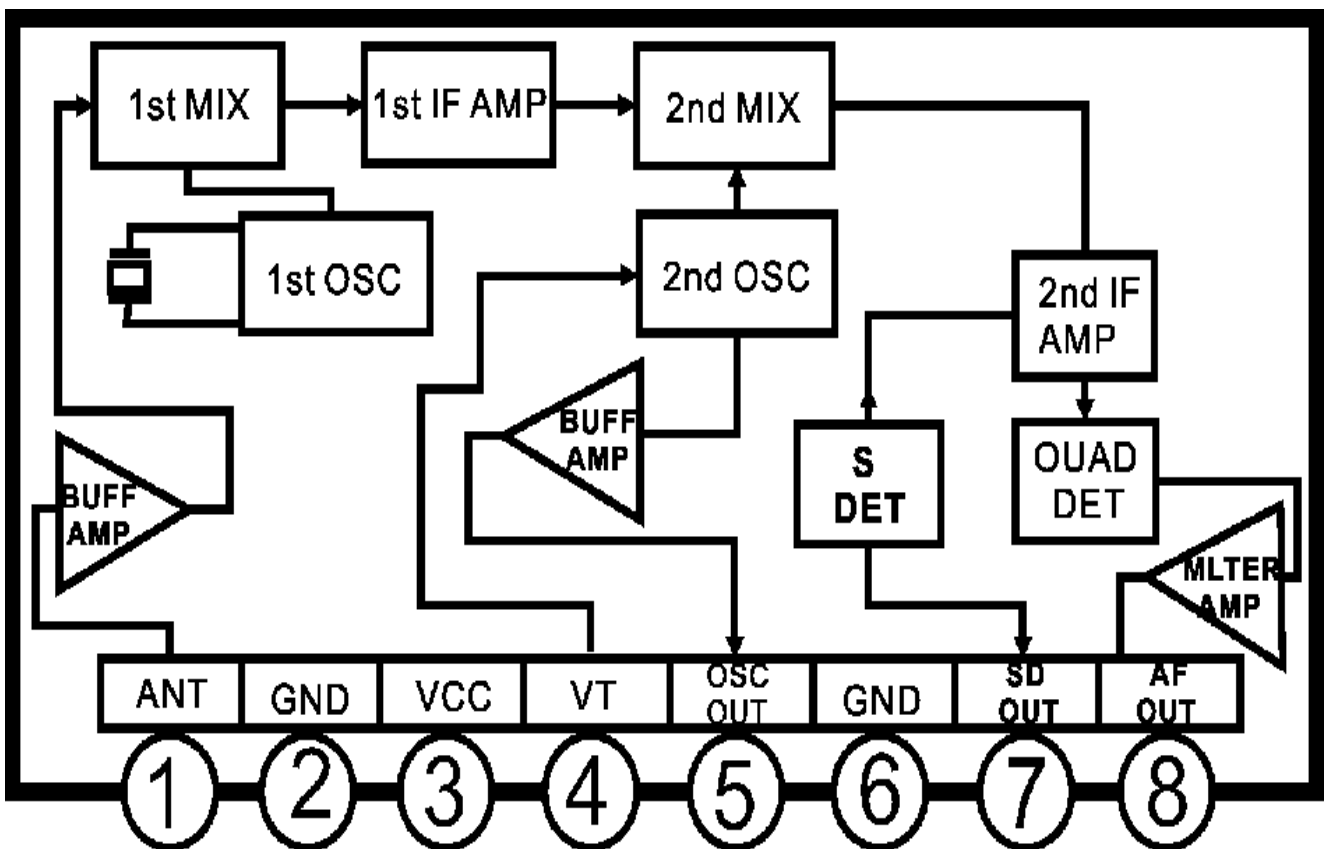 1st MIX
1st IF AMP
2nd MIX
1st OSC
2nd OSC
2nd IF
AMP
BUFF
AMP
BUFF
AMP
S
DET
OUAD
DET
MLTER
AMP
ANT
GND
VCC
VT
OSC
OUT
GND
SD
OUT
AF
OUT
1
2
3
4
5
6
7
8